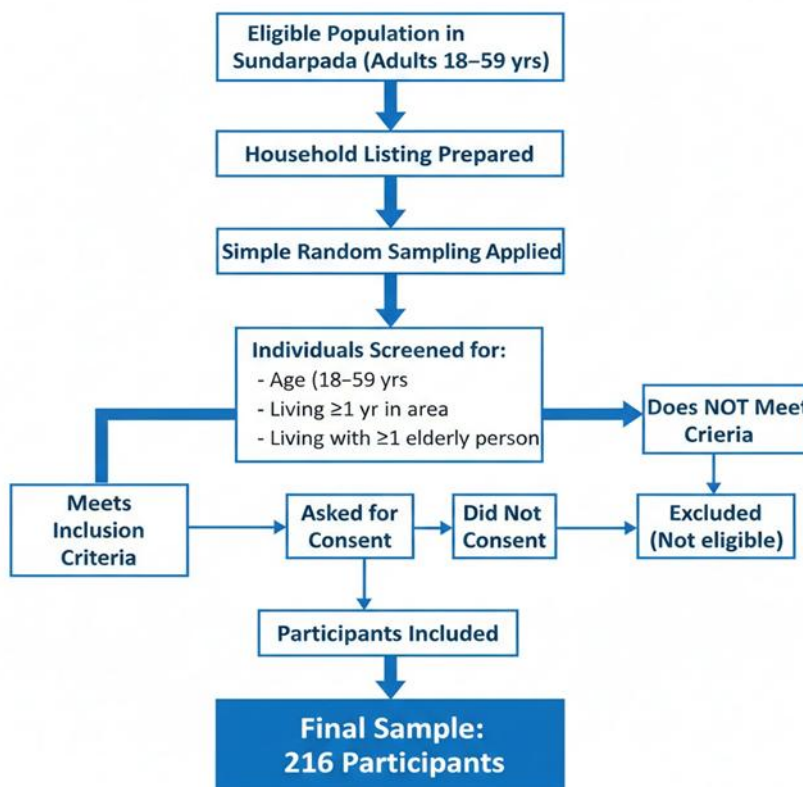 Eligible Population in
Sundarpada (Adults 18–59 yrs)
Household Listing Prepared
Simple Random Sampling Applied
Individuals Screened for:
- Age (18–59 yrs
- Living ≥1 yr in area
- Living with ≥1 elderly person
Does NOT Meet
Crieria
Meets
Inclusion
Criteria
Asked for
Consent
Did Not
Consent
Excluded
(Not eligible)
Participants Included
Final Sample:
216 Participants